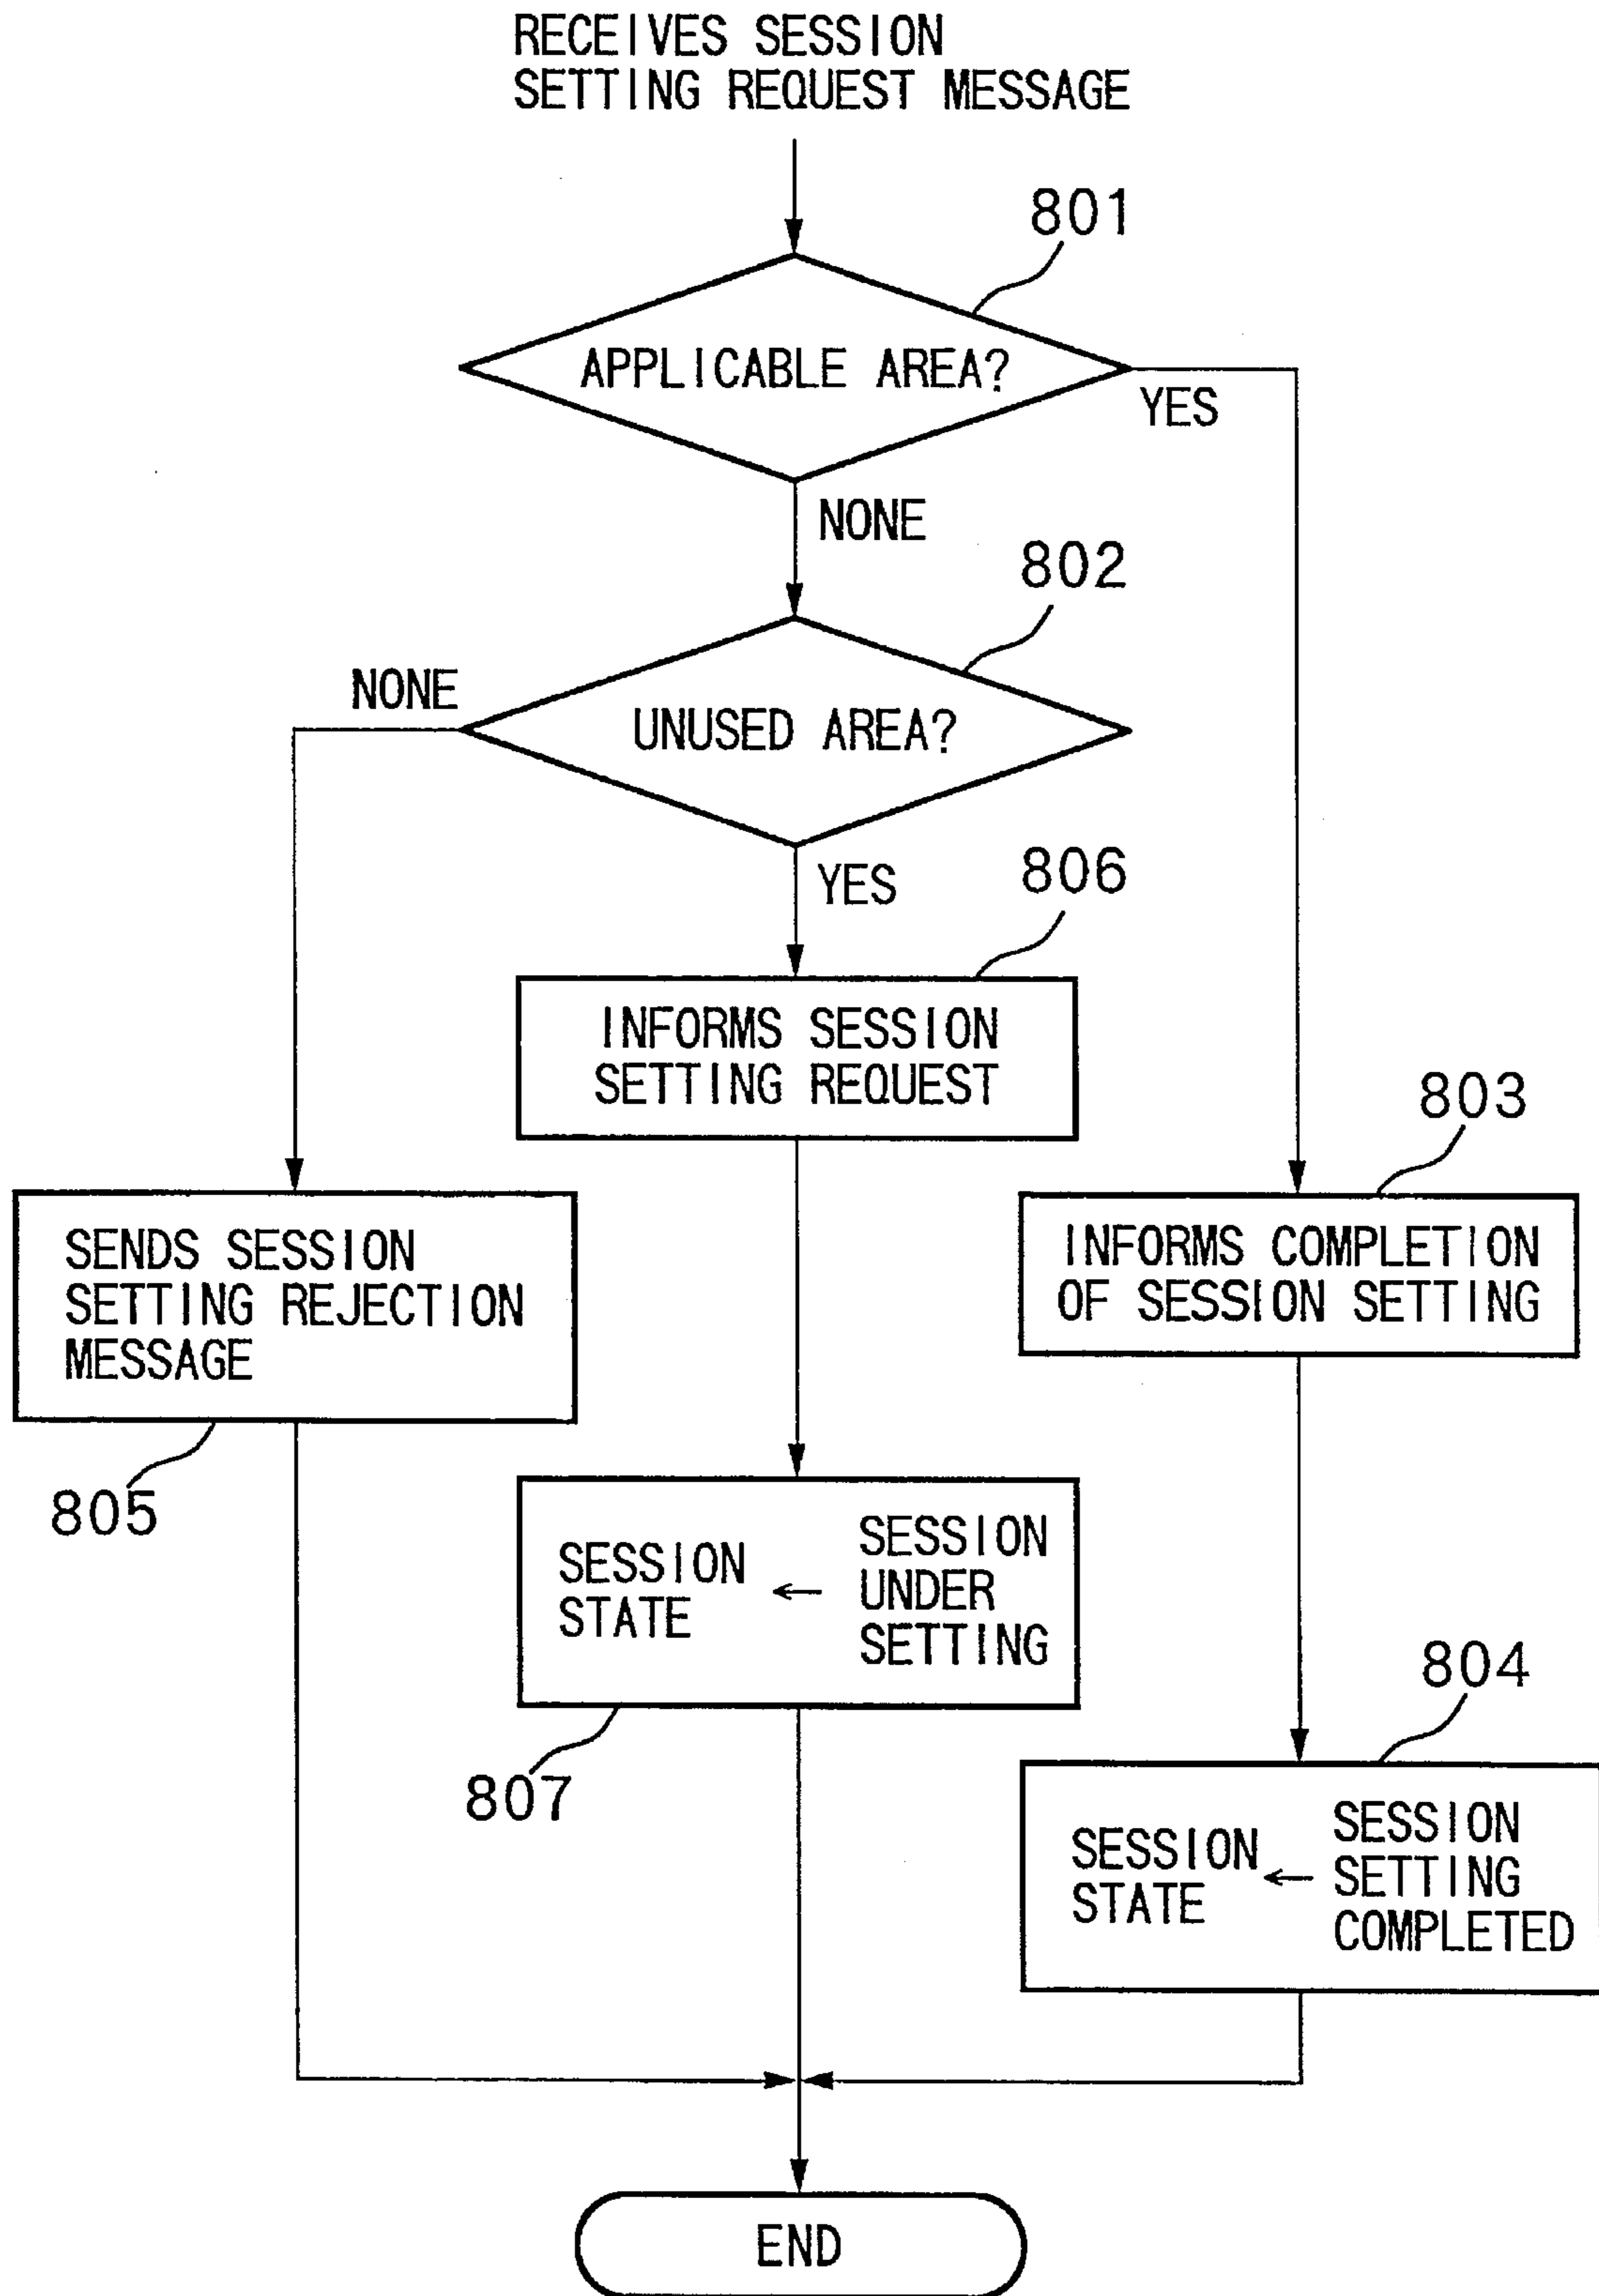 RECEIVES SESSION
SETTING REQUEST MESSAGE
801
APPLICABLE AREA?
YES
NONE
802
NONE
UNUSED AREA?
YES
806
INFORMS SESSION
SETTING REQUEST
803
SENDS SESSION
SETTING REJECTION
MESSAGE
INFORMS COMPLETION
OF SESSION SETTING
805
SESSION
STATE
←
SESSION
UNDER
SETTING
807
804
SESSION
STATE
←
SESSION
SETTING
COMPLETED
END